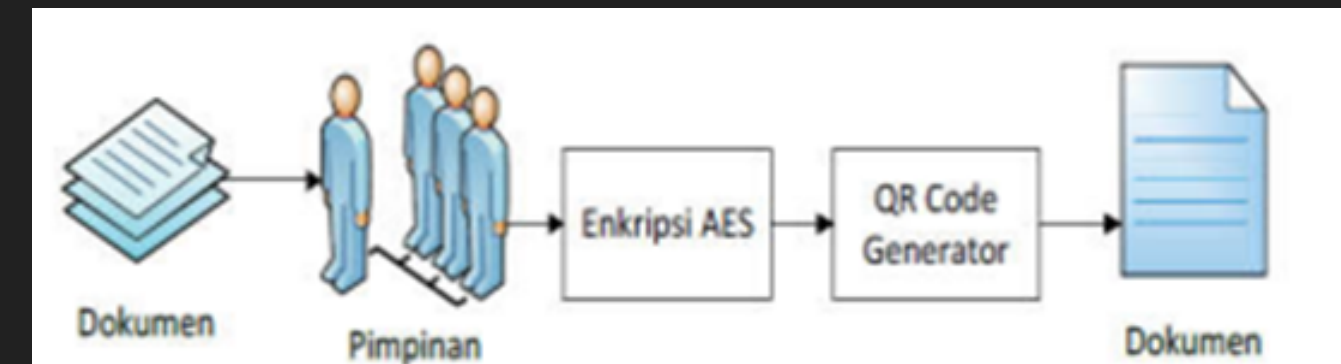 Dokumen
Pimpinan
Enkripsi AES
QR Code
Generator
Dokumen